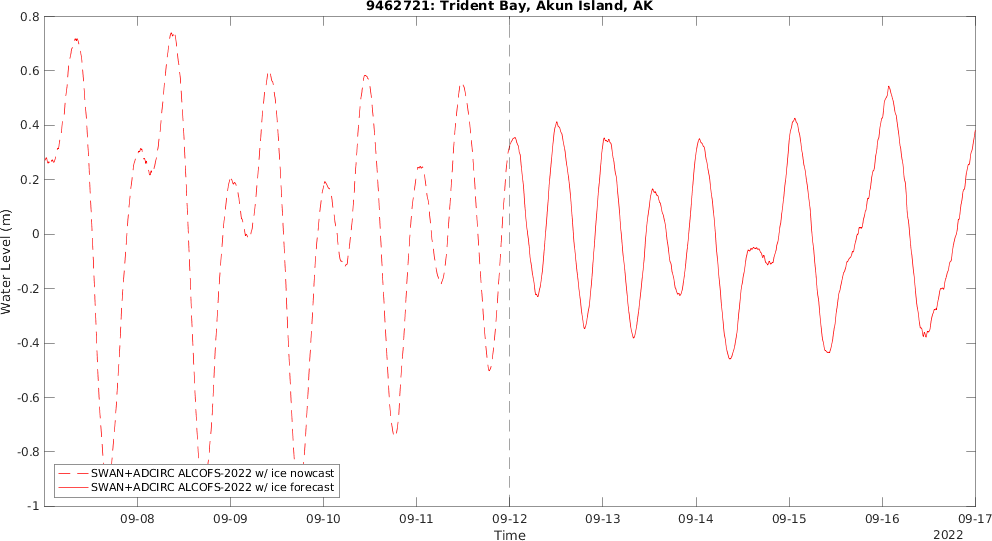 9462721: Trident Bay, Akun Island, AK
0.8
0.6
0.4
0.2
0
-0.2
-0.4
-0.6
-0.8
-1
Water Level (m)
SWAN+ADCIRC ALCOFS-2022 w/ ice nowcast
SWAN+ADCIRC ALCOFS-2022 w/ ice forecast
09-08 09-09 09-10 09-11 09-12 09-13 09-14 09-15 09-16 09-17
Time
2022